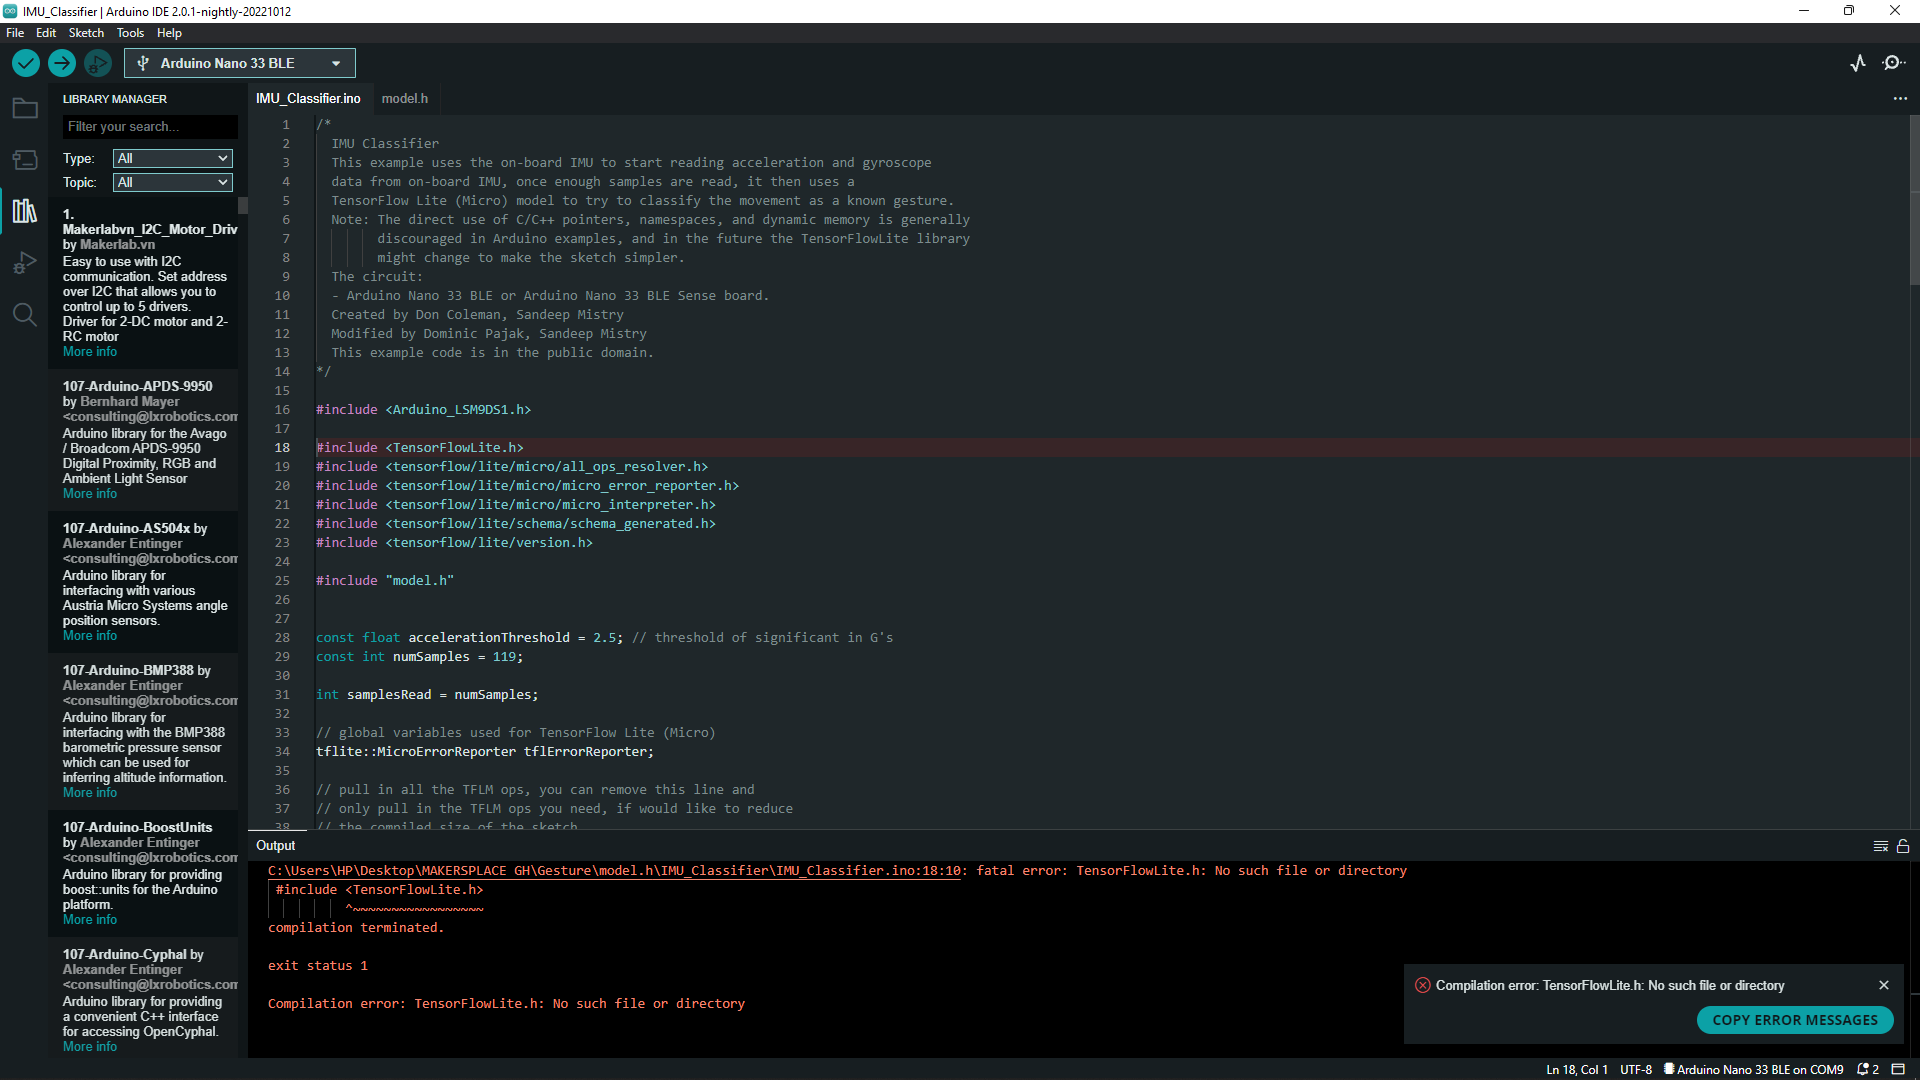 IMU_Classifier | Arduino IDE 2.0.1-nightly-20221012
File Edit Sketch Tools Help
Arduino Nano 33 BLE
LIBRARY MANAGER
Filter your search...
Type: All
Topic: All
1.
Makerlabvn_I2C_Motor_Driv
by Makerlab.vn
Easy to use with I2C
communication. Set address
over I2C that allows you to
control up to 5 drivers.
Driver for 2-DC motor and 2-
RC motor
More info
107-Arduino-APDS-9950
by Bernhard Mayer
<consulting@lxrobotics.com
Arduino library for the Avago
/ Broadcom APDS-9950
Digital Proximity, RGB and
Ambient Light Sensor
More info
107-Arduino-AS504x by
Alexander Entinger
<consulting@lxrobotics.com
Arduino library for
interfacing with various
Austria Micro Systems angle
position sensors.
More info
107-Arduino-BMP388 by
Alexander Entinger
<consulting@lxrobotics.com
Arduino library for
interfacing with the BMP388
barometric pressure sensor
which can be used for
inferring altitude information.
More info
107-Arduino-BoostUnits
by Alexander Entinger
<consulting@lxrobotics.com
Arduino library for providing
boost::units for the Arduino
platform.
More info
107-Arduino-Cyphal by
Alexander Entinger
<consulting@lxrobotics.com
Arduino library for providing
a convenient C++ interface
for accessing OpenCyphal.
More info
IMU_Classifier.ino model.h
1 /*
2 IMU Classifier
3 This example uses the on-board IMU to start reading acceleration and gyroscope
4 data from on-board IMU, once enough samples are read, it then uses a
5 TensorFlow Lite (Micro) model to try to classify the movement as a known gesture.
6 Note: The direct use of C/C++ pointers, namespaces, and dynamic memory is generally
7 discouraged in Arduino examples, and in the future the TensorFlowLite library
8 might change to make the sketch simpler.
9 The circuit:
10 - Arduino Nano 33 BLE or Arduino Nano 33 BLE Sense board.
11 Created by Don Coleman, Sandeep Mistry
12 Modified by Dominic Pajak, Sandeep Mistry
13 This example code is in the public domain.
14 */
15
16 #include <Arduino_LSM9DS1.h>
17
18 #include <TensorFlowLite.h>
19 #include <tensorflow/lite/micro/all_ops_resolver.h>
20 #include <tensorflow/lite/micro/micro_error_reporter.h>
21 #include <tensorflow/lite/micro/micro_interpreter.h>
22 #include <tensorflow/lite/schema/schema_generated.h>
23 #include <tensorflow/lite/version.h>
24
25 #include "model.h"
26
27
28 const float accelerationThreshold = 2.5; // threshold of significant in G's
29 const int numSamples = 119;
30
31 int samplesRead = numSamples;
32
33 // global variables used for TensorFlow Lite (Micro)
34 tflite::MicroErrorReporter tflErrorReporter;
35
36 // pull in all the TFLM ops, you can remove this line and
37 // only pull in the TFLM ops you need, if would like to reduce
38 // the compiled size of the sketch
Output
C:\Users\HP\Desktop\MAKERSPLACE GH\Gesture\model.h\IMU_Classifier\IMU_Classifier.ino:18:10: fatal error: TensorFlowLite.h: No such file or directory
#include <TensorFlowLite.h>
^~~~~~~~~~~~~~~~~~
compilation terminated.
exit status 1
Compilation error: TensorFlowLite.h: No such file or directory
Compilation error: TensorFlowLite.h: No such file or directory
COPY ERROR MESSAGES
Ln 18, Col 1 UTF-8 Arduino Nano 33 BLE on COM9 2